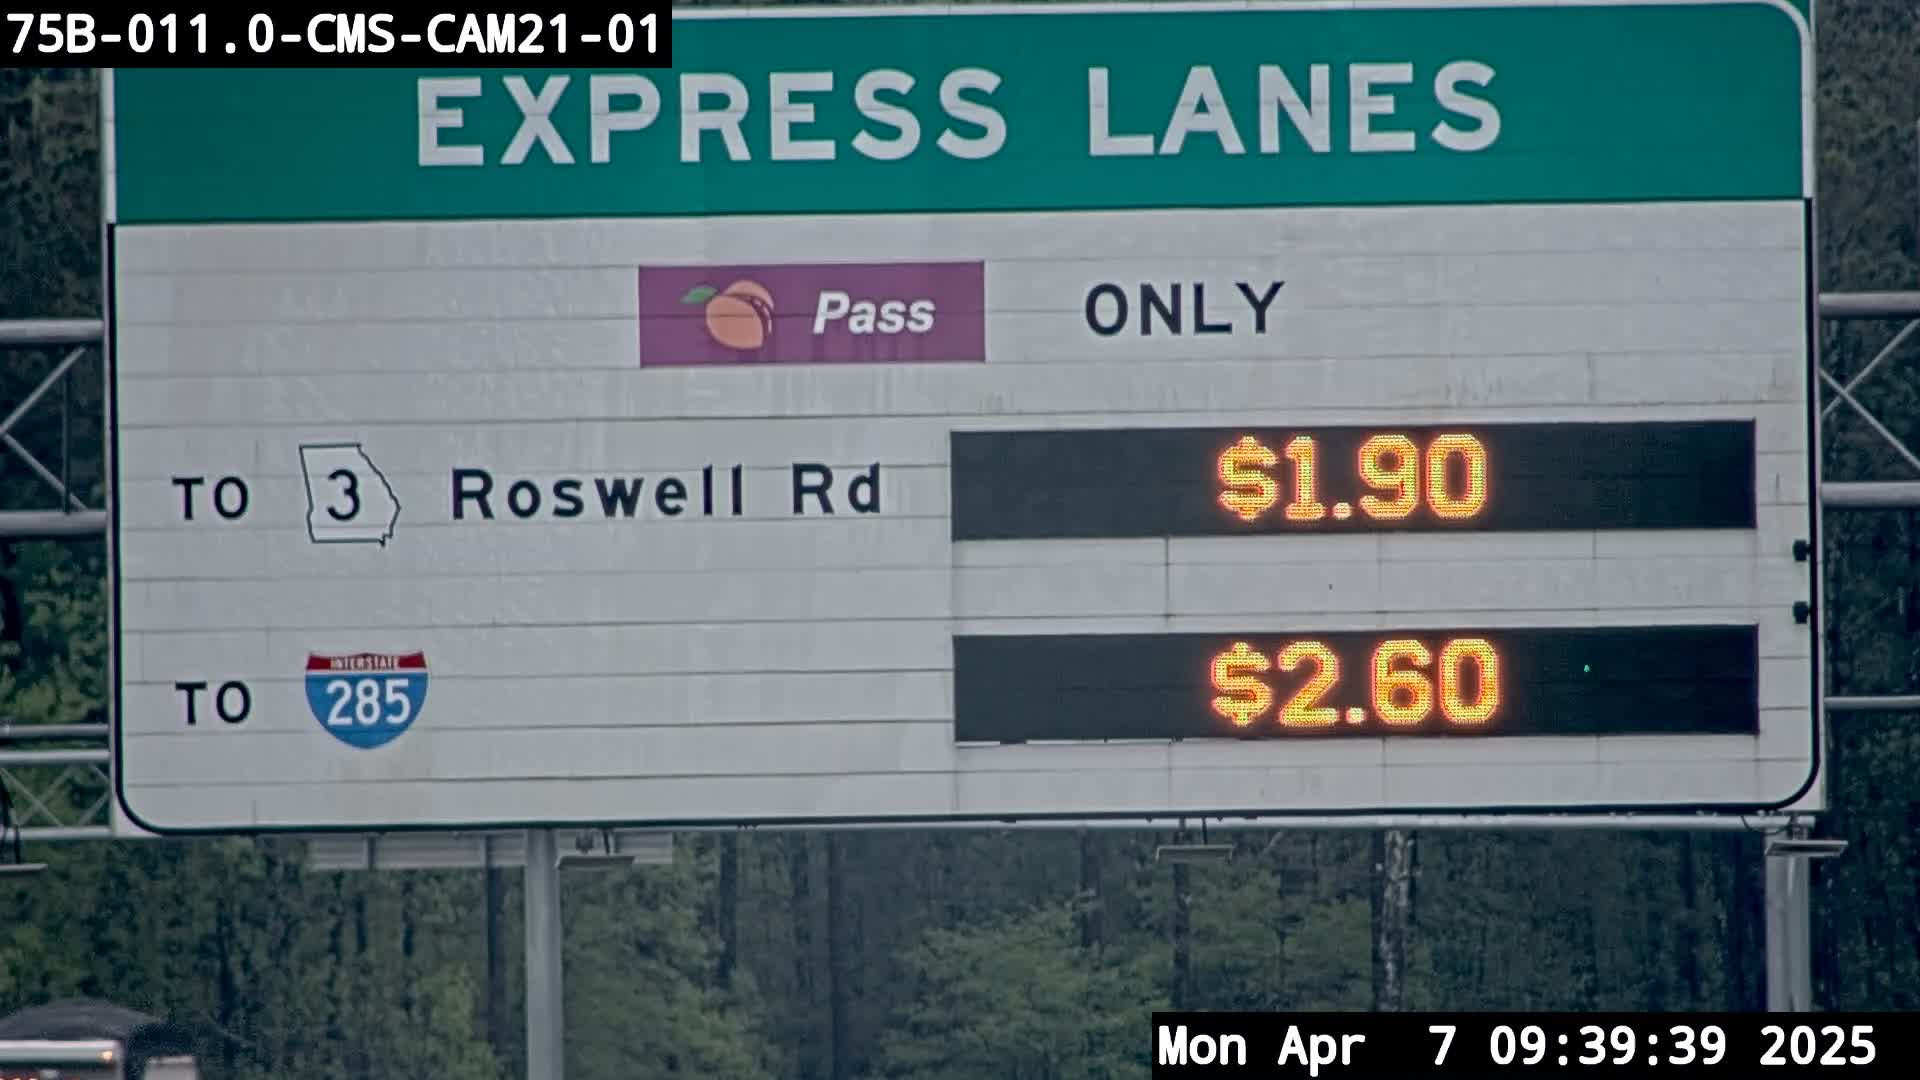 75B-011.0-CMS-CAM21-01
EXPRESS LANES
Pass ONLY
TO 3 Roswell Rd $1.90
TO INTERSTATE 285 $2.60
Mon Apr 7 09:39:39 2025